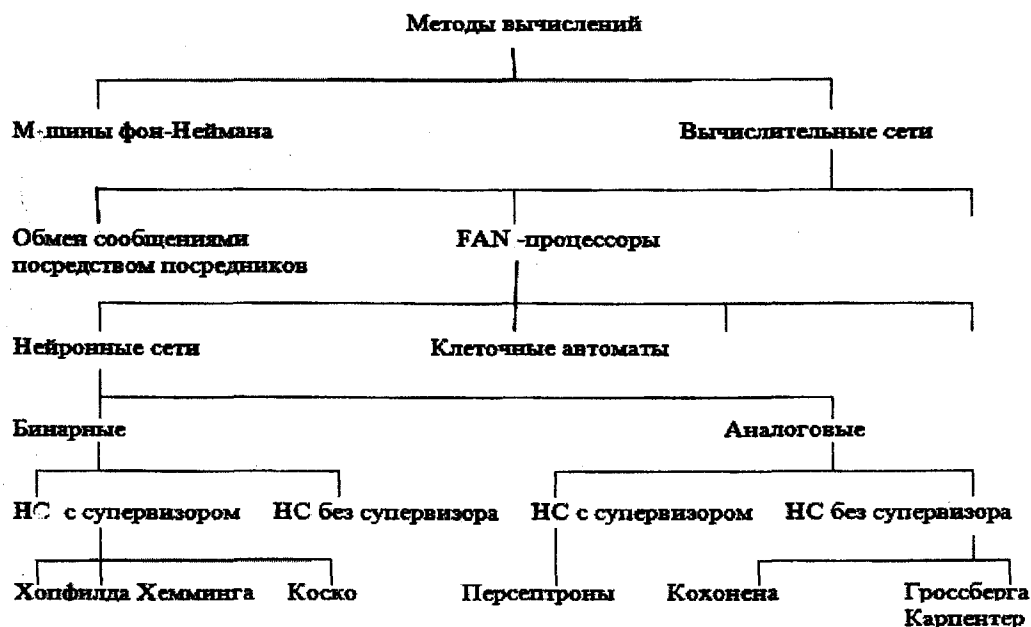 Методы вычислений
М шины фон-Неймана Вычислительные сети
Обмен сообщениями FAN -процессоры
посредством посредников
Нейронные сети Клеточные автоматы
Бинарные Аналоговые
НС с супервизором НС без супервизора НС с супервизором НС без супервизора
Хопфилда Хемминга Коско Персептроны Кохонена Гроссберга
Карпентер